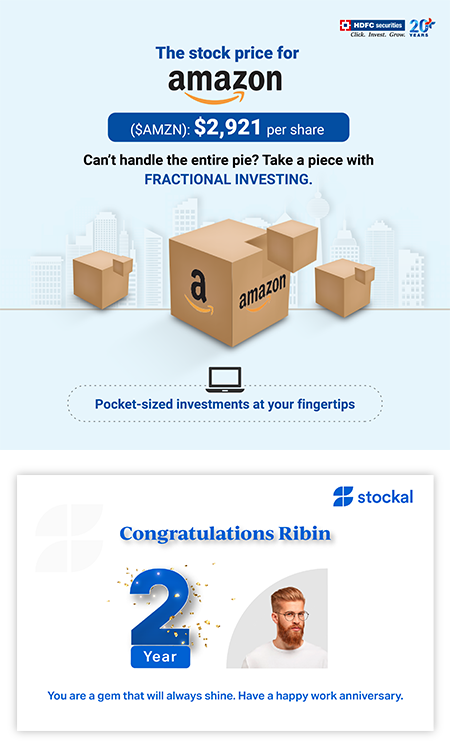 HDFC securities
Click. Invest. Grow.
20
YEARS
The stock price for
amazon
($AMZN): $2,921 per share
Can't handle the entire pie? Take a piece with
FRACTIONAL INVESTING.
a
amazon
Pocket-sized investments at your fingertips
stockal
Congratulations Ribin
2
Year
You are a gem that will always shine. Have a happy work anniversary.